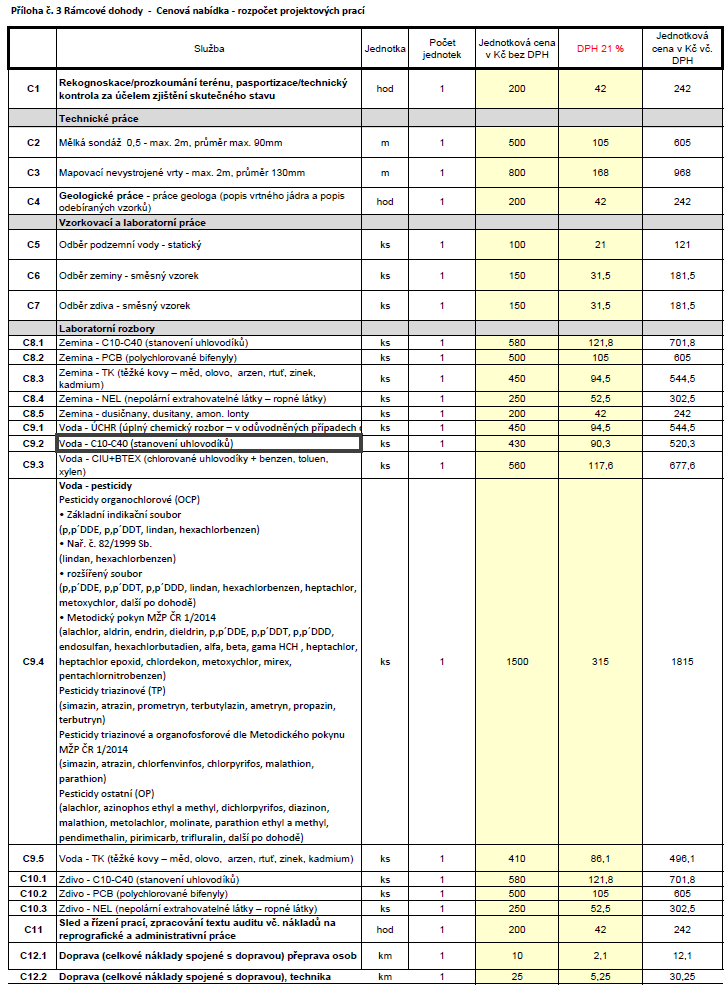 Příloha č. 3 Rámcové dohody - Cenová nabídka - rozpočet projektových prací
Služba Jednotka Počet jednotek Jednotková cena v Kč bez DPH DPH 21 % Jednotková cena v Kč vč. DPH
C1 Rekognoskace/prozkoumání terénu, pasportizace/technický kontrola za účelem zjištění skutečného stavu hod 1 200 42 242
Technické práce
C2 Mělká sondáž 0,5 - max. 2m, průměr max. 90mm m 1 500 105 605
C3 Mapovací nevystrojené vrty - max. 2m, průměr 130mm m 1 800 168 968
C4 Geologické práce - práce geologa (popis vrtného jádra a popis odebíraných vzorků) hod 1 200 42 242
Vzorkovací a laboratorní práce
C5 Odběr podzemní vody - statický ks 1 100 21 121
C6 Odběr zeminy - směsný vzorek ks 1 150 31,5 181,5
C7 Odběr zdiva - směsný vzorek ks 1 150 31,5 181,5
Laboratorní rozbory
C8.1 Zemina - C10-C40 (stanovení uhlovodíků) ks 1 580 121,8 701,8
C8.2 Zemina - PCB (polychlorované bifenyly) ks 1 500 105 605
C8.3 Zemina - TK (těžké kovy – měd, olovo, arzen, rtuť, zinek, kadmium) ks 1 450 94,5 544,5
C8.4 Zemina - NEL (nepolární extrahovatelné látky – ropné látky) ks 1 250 52,5 302,5
C8.5 Zemina - dusičnany, dusitany, amon. Ionty ks 1 200 42 242
C9.1 Voda - ÚCHR (úplný chemický rozbor – v odůvodněných případech ks 1 450 94,5 544,5
C9.2 Voda - C10-C40 (stanovení uhlovodíků) ks 1 430 90,3 520,3
C9.3 Voda - CIU+BTEX (chlorované uhlovodíky + benzen, toluen, xylen) ks 1 560 117,6 677,6
C9.4 Voda - pesticidy ks 1 1500 315 1815
Pesticidy organochlorové (OCP)
• Základní indikační soubor
(p,p´DDE, p,p´DDT, lindan, hexachlorbenzen)
• Nař. č. 82/1999 Sb.
(lindan, hexachlorbenzen)
• rozšířený soubor
(p,p´DDE, p,p´DDT, p,p´DDD, lindan, hexachlorbenzen, heptachlor,
metoxychlor, další po dohodě)
• Metodický pokyn MŽP ČR 1/2014
(alachlor, aldrin, endrin, dieldrin, p,p´DDE, p,p´DDT, p,p´DDD,
endosulfan, hexachlorbutadien, alfa, beta, gama HCH , heptachlor,
heptachlor epoxid, chlordekon, metoxychlor, mirex,
pentachlornitrobenzen)
Pesticidy triazinové (TP)
(simazin, atrazin, prometryn, terbutylazin, ametryn, propazin,
terbutryn)
Pesticidy triazinové a organofosforové dle Metodického pokynu
MŽP ČR 1/2014
(simazin, atrazin, chlorfenvinfos, chlorpyrifos, malathion,
parathion)
Pesticidy ostatní (OP)
(alachlor, azinophos ethyl a methyl, dichlorpyrifos, diazinon,
malathion, metolachlor, molinate, parathion ethyl a methyl,
pendimethalin, pirimicarb, trifluralin, další po dohodě)
C9.5 Voda - TK (těžké kovy – měd, olovo, arzen, rtuť, zinek, kadmium) ks 1 410 86,1 496,1
C10.1 Zdivo - C10-C40 (stanovení uhlovodíků) ks 1 580 121,8 701,8
C10.2 Zdivo - PCB (polychlorované bifenyly) ks 1 500 105 605
C10.3 Zdivo - NEL (nepolární extrahovatelné látky – ropné látky) ks 1 250 52,5 302,5
C11 Sled a řízení prací, zpracování textu auditu vč. nákladů na reprografické a administrativní práce hod 1 200 42 242
C12.1 Doprava (celkové náklady spojené s dopravou) přeprava osob km 1 10 2,1 12,1
C12.2 Doprava (celkové náklady spojené s dopravou), technika km 1 25 5,25 30,25